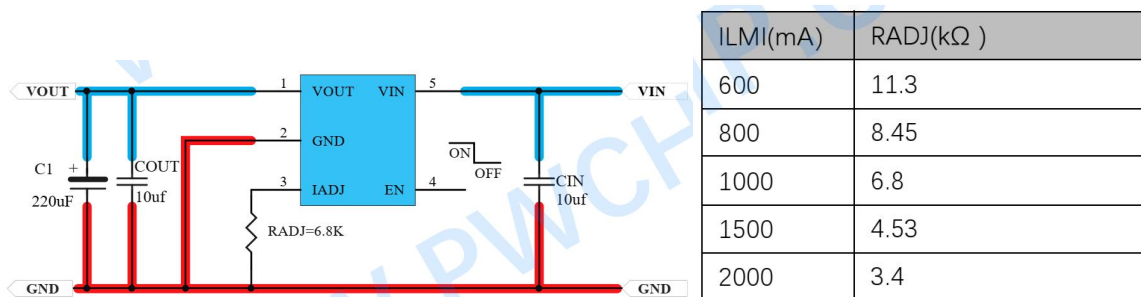 VOUT
1
VOUT
VIN
5
VIN
2
GND
C1
+
COUT
ON
OFF
220uF
10uf
3
IADJ
EN
4
CIN
10uf
RADJ=6.8K
GND
GND
ILMI(mA) RADJ(kΩ )
600 11.3
800 8.45
1000 6.8
1500 4.53
2000 3.4